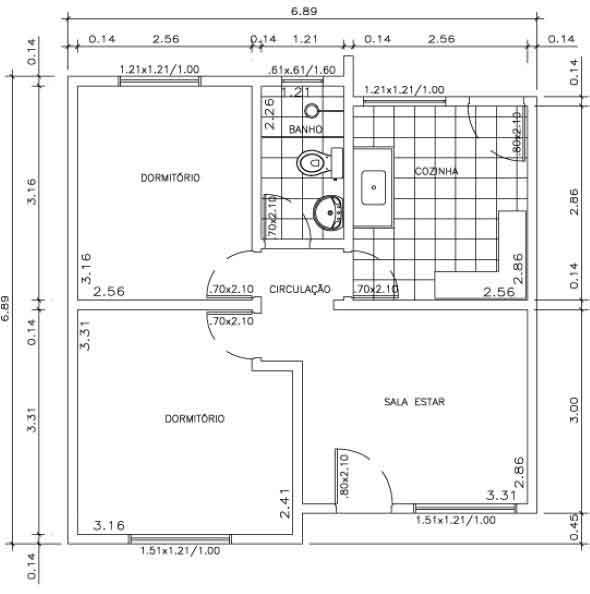 6.89
0.14 2.56 0.14 1.21 0.14 2.56 0.14
0.14
1.21x1.21/1.00
.61x.61/1.60
1.21x1.21/1.00
0.14
1.21
2.26
BANHO
.80x2.10
DORMITÓRIO
COZINHA
3.16
2.86
.70x2.10
3.16
2.56
.70x2.10
CIRCULAÇÃO
.70x2.10
2.86
2.56
0.14
6.89
0.14
3.31
.70x2.10
DORMITÓRIO
SALA ESTAR
3.31
3.00
.80x2.10
2.86
3.31
2.41
3.16
1.51x1.21/1.00
0.45
1.51x1.21/1.00
0.14